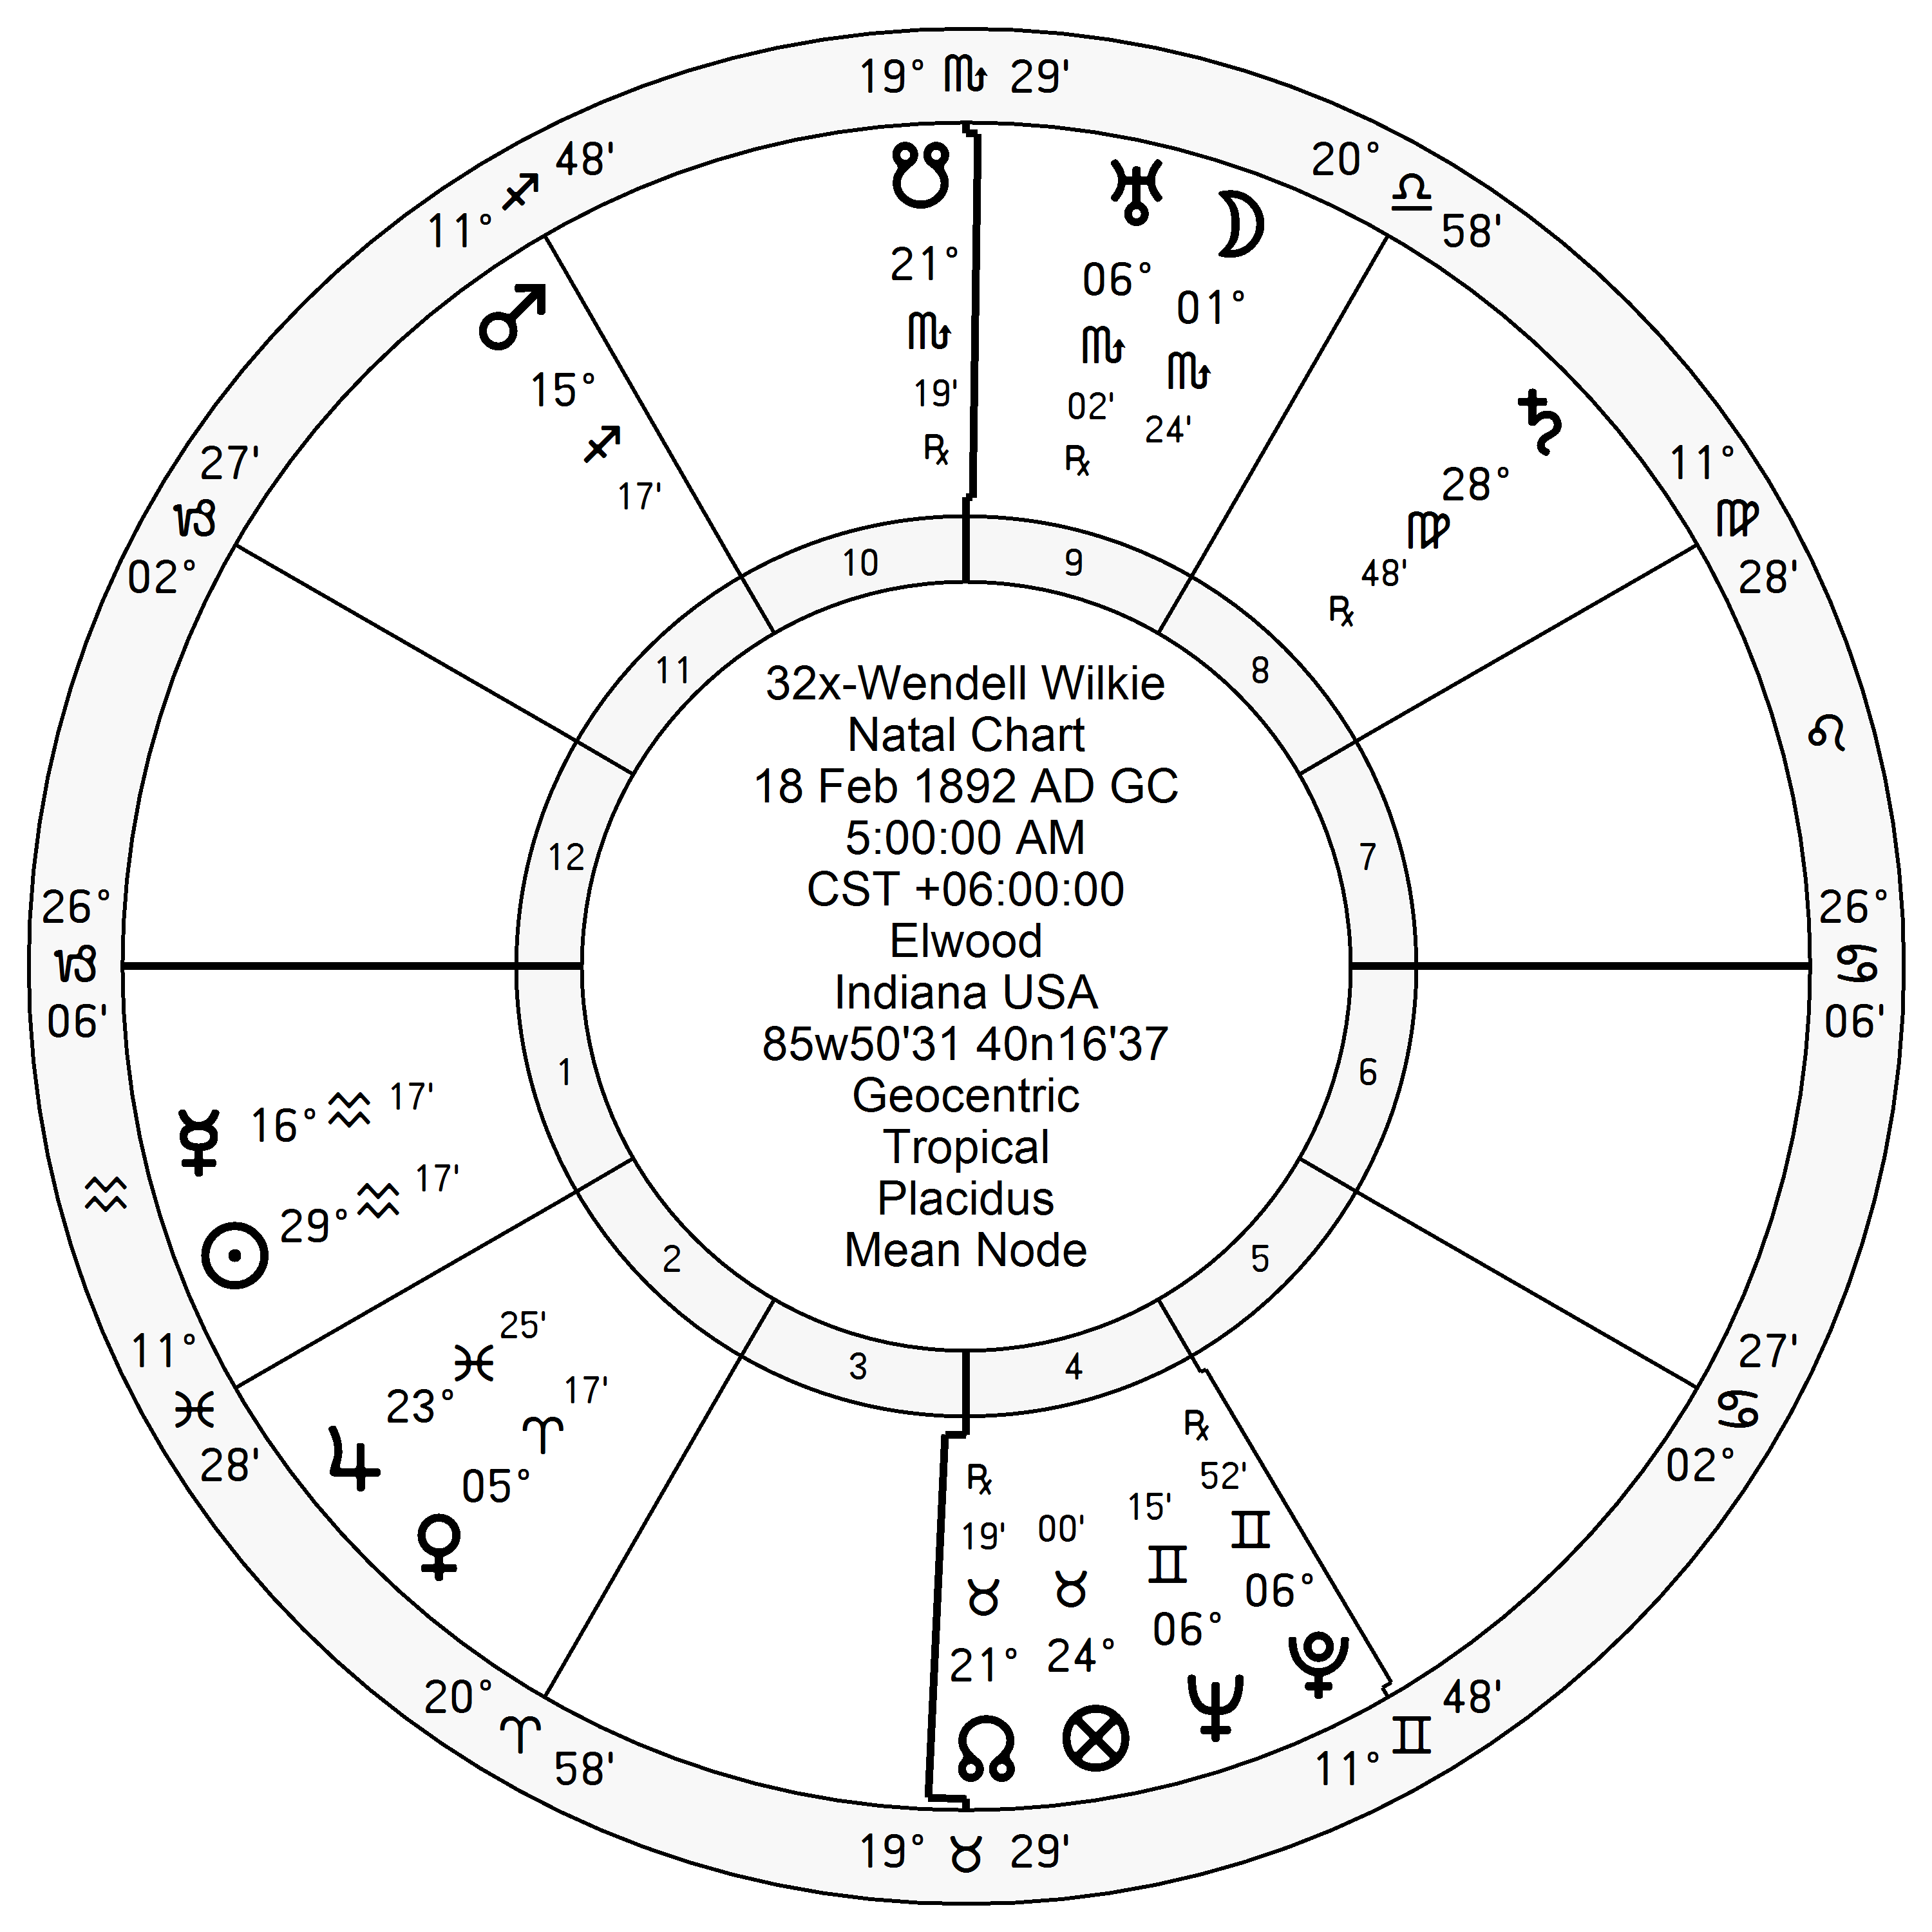 19° ♏ 29'
11° ♐ 48'
20° ♎ 58'
☋ 21° ♏ 19' ℞
♅ 06° ♏ 02' ℞
☽ 01° ♏ 24'
♂ 15° ♐ 17'
♄ 28° ♍ 48' ℞
27' ♑ 02°
11° ♍ 28'
♌
10
9
11
8
12
7
32x-Wendell Wilkie
Natal Chart
18 Feb 1892 AD GC
5:00:00 AM
CST +06:00:00
Elwood
Indiana USA
85w50'31 40n16'37
Geocentric
Tropical
Placidus
Mean Node
26° ♑ 06'
26° ♋ 06'
1
6
2
5
3
4
☿ 16° ♒ 17'
♒
☉ 29° ♒ 17'
11° ♓ 28'
27' ♋ 02°
♃ 23° ♓ 25'
♀ 05° ♈ 17'
℞ 19' ♉ 21° ☊
00' ♉ 24° ⊗
15' ♊ 06° ♆
℞ 52' ♊ 06° ♇
20° ♈ 58'
11° ♊ 48'
19° ♉ 29'